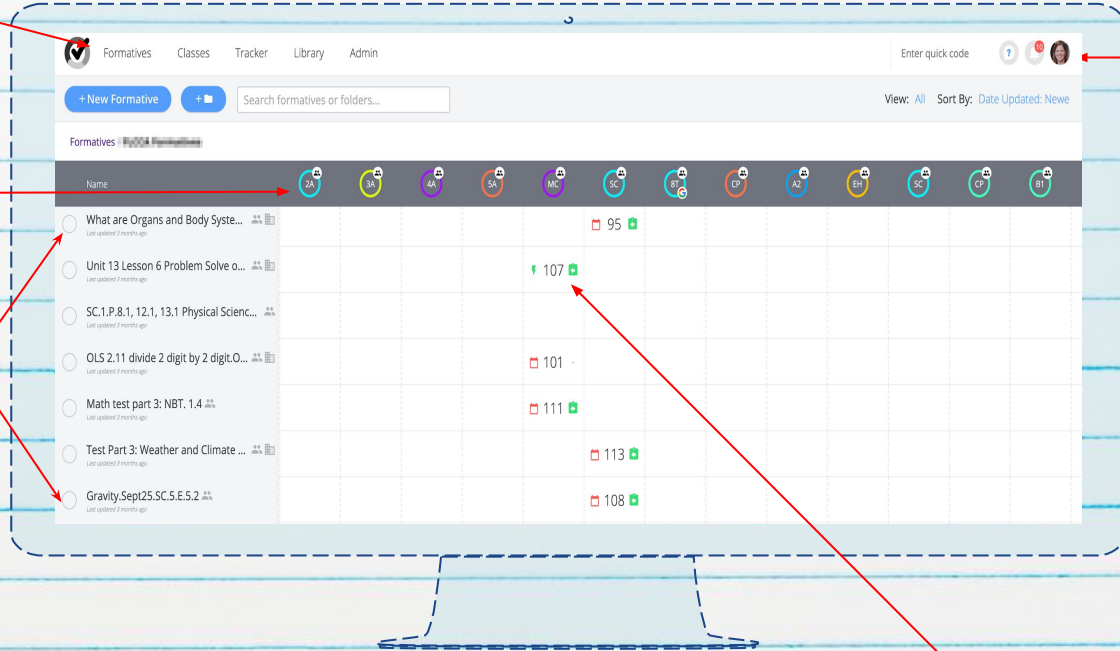 Formatives Classes Tracker Library Admin Enter quick code ? 10
+ New Formative + Search formatives or folders... View: All Sort By: Date Updated: Newe
Formatives
Name 2A 3A 4A 5A MC SC 8T G CP A2 EH SC CP B1
What are Organs and Body Syste... 95
Last updated 3 months ago
Unit 13 Lesson 6 Problem Solve o... 107
Last updated 3 months ago
SC.1.P.8.1, 12.1, 13.1 Physical Scienc...
Last updated 3 months ago
OLS 2.11 divide 2 digit by 2 digit.O... 101 -
Last updated 3 months ago
Math test part 3: NBT. 1.4 111
Last updated 3 months ago
Test Part 3: Weather and Climate ... 113
Last updated 3 months ago
Gravity.Sept25.SC.5.E.5.2 108
Last updated 3 months ago